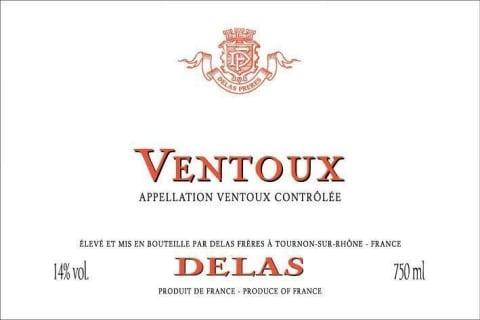 DELAS FRÈRES
VENTOUX
APPELLATION VENTOUX CONTRÔLÉE
ÉLEVÉ ET MIS EN BOUTEILLE PAR DELAS FRÈRES À TOURNON-SUR-RHÔNE - FRANCE
14% vol. DELAS 750 ml
PRODUIT DE FRANCE - PRODUCE OF FRANCE